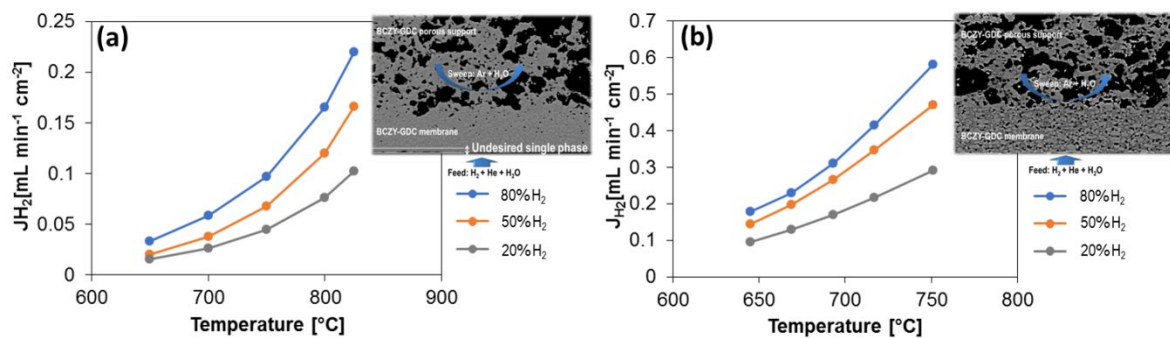 (a)
JH₂[mL min⁻¹ cm⁻²]
0.25
0.2
0.15
0.1
0.05
0
600
700
800
900
Temperature [°C]
BCZY-GDC porous support
Sweep: Ar + H₂O
BCZY-GDC membrane
Undesired single phase
Feed: H₂ + He + H₂O
80%H₂
50%H₂
20%H₂
(b)
J_H₂[mL min⁻¹ cm⁻²]
0.7
0.6
0.5
0.4
0.3
0.2
0.1
0
600
650
700
750
800
Temperature [°C]
BCZY-GDC porous support
Sweep: Ar + H₂O
BCZY-GDC membrane
Feed: H₂ + He + H₂O
80%H₂
50%H₂
20%H₂